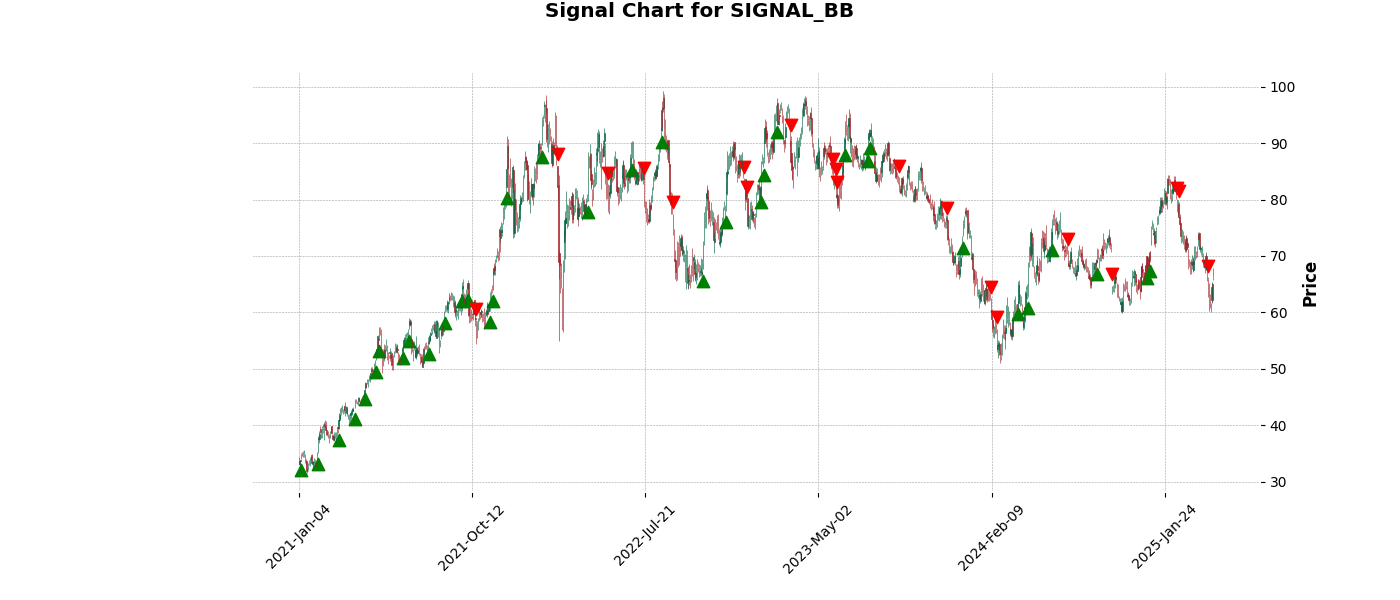 Signal Chart for SIGNAL_BB
100
90
80
70
60
50
40
30
Price
2021-Jan-04
2021-Oct-12
2022-Jul-21
2023-May-02
2024-Feb-09
2025-Jan-24